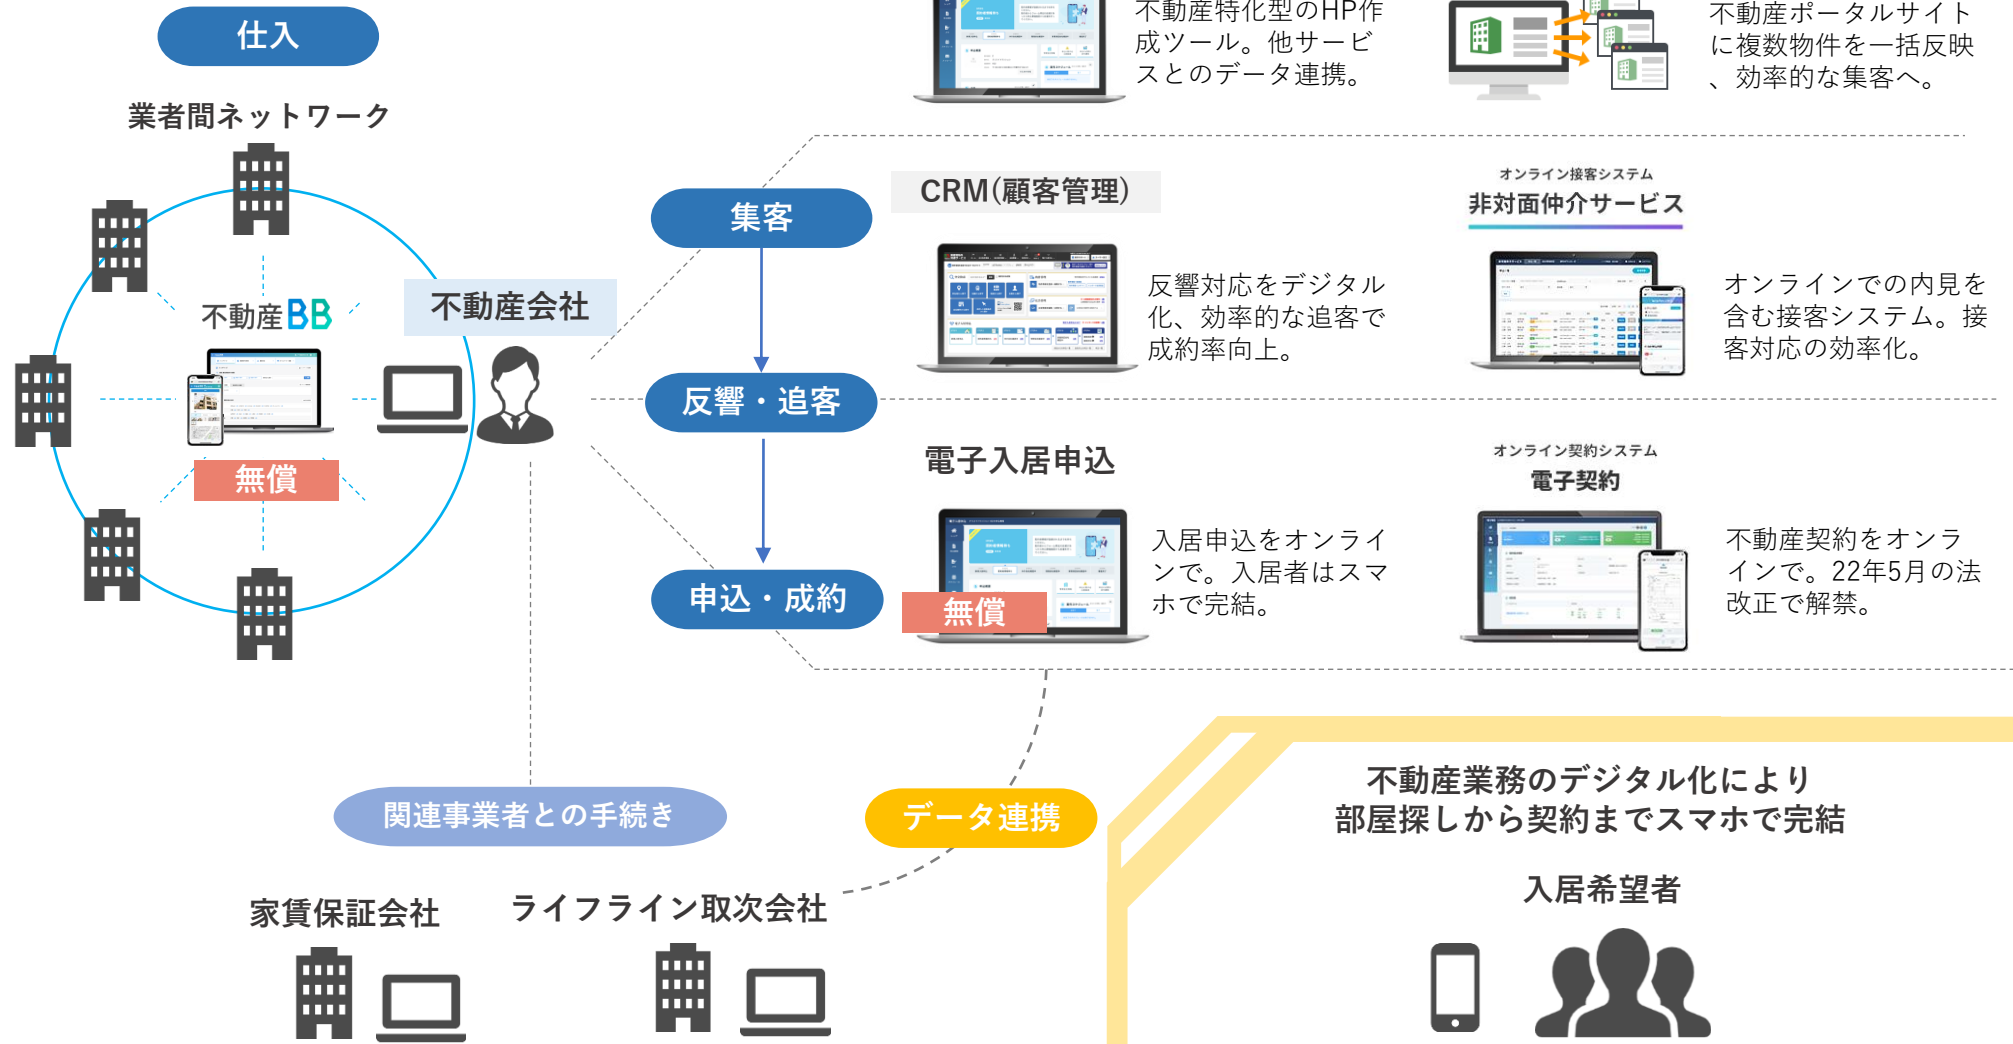 仕入
業者間ネットワーク
不動産BB
無償
不動産会社
集客
反響・追客
申込・成約
不動産特化型のHP作
成ツール。他サービ
スとのデータ連携。
不動産ポータルサイト
に複数物件を一括反映
、効率的な集客へ。
CRM(顧客管理)
反響対応をデジタル
化、効率的な追客で
成約率向上。
オンライン接客システム
非対面仲介サービス
オンラインでの内見を
含む接客システム。接
客対応の効率化。
電子入居申込
無償
入居申込をオンライ
ンで。入居者はスマ
ホで完結。
オンライン契約システム
電子契約
不動産契約をオンラ
インで。22年5月の法
改正で解禁。
関連事業者との手続き
データ連携
家賃保証会社
ライフライン取次会社
不動産業務のデジタル化により
部屋探しから契約までスマホで完結
入居希望者